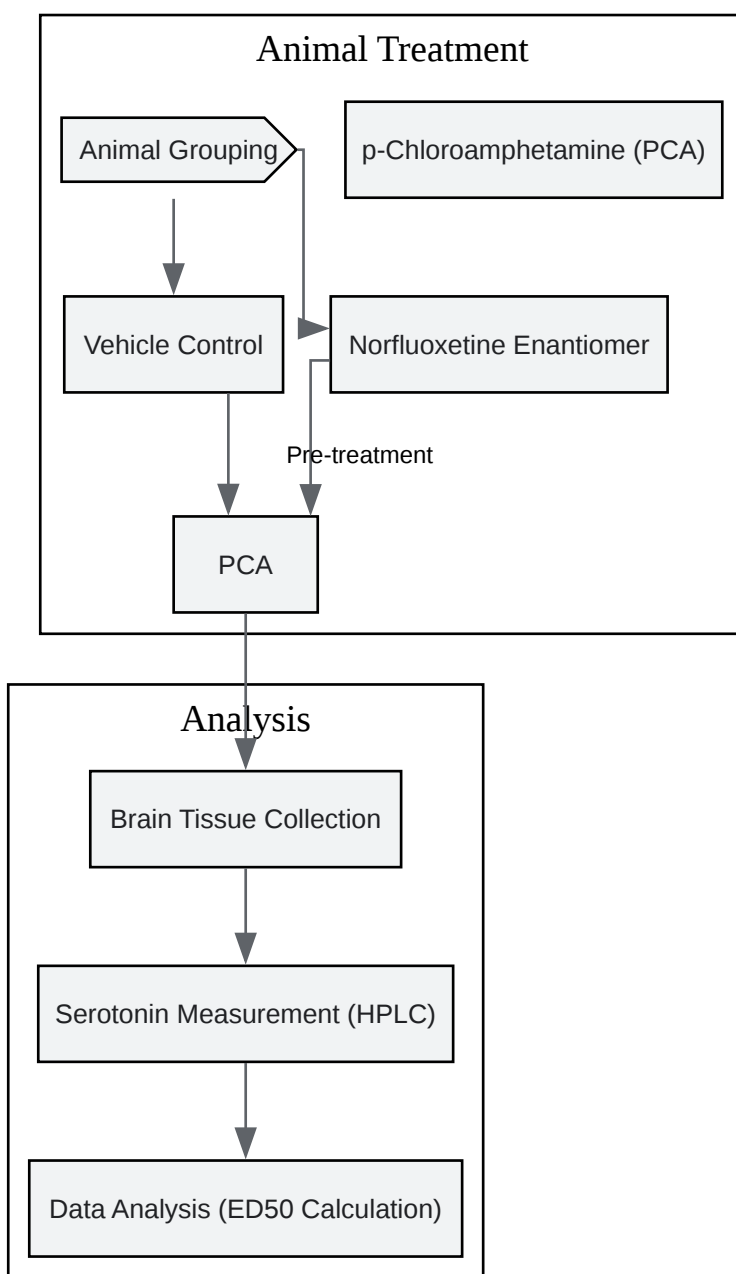 Animal Treatment
Animal Grouping
p-Chloroamphetamine (PCA)
Vehicle Control
Norfluoxetine Enantiomer
Pre-treatment
PCA
Analysis
Brain Tissue Collection
Serotonin Measurement (HPLC)
Data Analysis (ED50 Calculation)